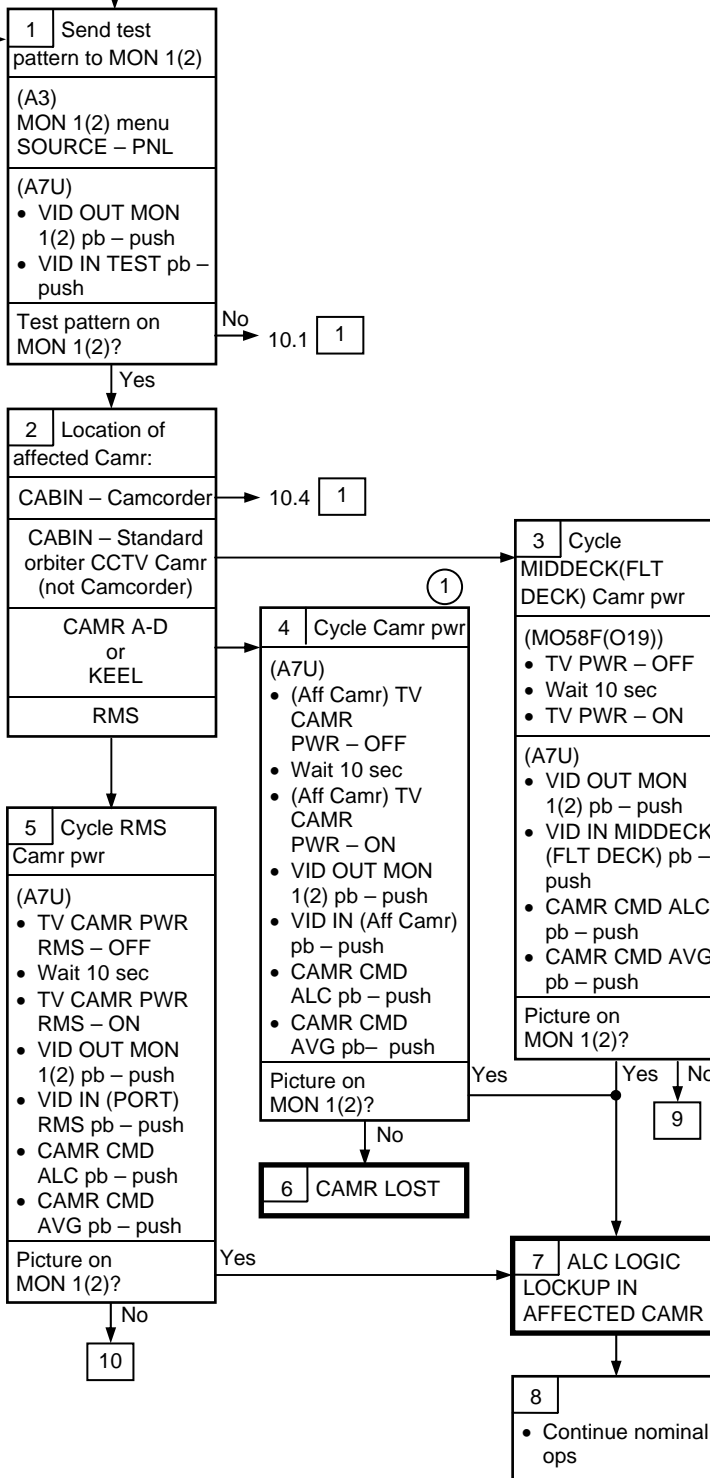 1 Send test
pattern to MON 1(2)
(A3)
MON 1(2) menu
SOURCE – PNL
(A7U)
• VID OUT MON
1(2) pb – push
• VID IN TEST pb –
push
Test pattern on
MON 1(2)?
No
10.1 1
Yes
2 Location of
affected Camr:
CABIN – Camcorder
10.4 1
CABIN – Standard
orbiter CCTV Camr
(not Camcorder)
CAMR A-D
or
KEEL
RMS
3 Cycle
MIDDECK(FLT
DECK) Camr pwr
(MO58F(O19))
• TV PWR – OFF
• Wait 10 sec
• TV PWR – ON
(A7U)
• VID OUT MON
1(2) pb – push
• VID IN MIDDECK
(FLT DECK) pb –
push
• CAMR CMD ALC
pb – push
• CAMR CMD AVG
pb – push
Picture on
MON 1(2)?
Yes
No
9
1
4 Cycle Camr pwr
(A7U)
• (Aff Camr) TV
CAMR
PWR – OFF
• Wait 10 sec
• (Aff Camr) TV
CAMR
PWR – ON
• VID OUT MON
1(2) pb – push
• VID IN (Aff Camr)
pb – push
• CAMR CMD
ALC pb – push
• CAMR CMD
AVG pb– push
Picture on
MON 1(2)?
Yes
No
6 CAMR LOST
5 Cycle RMS
Camr pwr
(A7U)
• TV CAMR PWR
RMS – OFF
• Wait 10 sec
• TV CAMR PWR
RMS – ON
• VID OUT MON
1(2) pb – push
• VID IN (PORT)
RMS pb – push
• CAMR CMD
ALC pb – push
• CAMR CMD
AVG pb – push
Picture on
MON 1(2)?
Yes
No
10
7 ALC LOGIC
LOCKUP IN
AFFECTED CAMR
8
• Continue nominal
ops